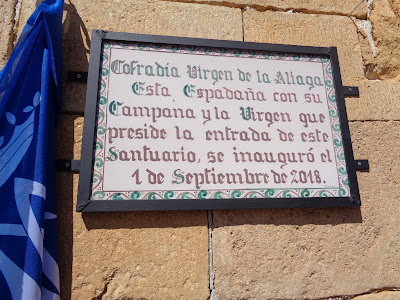 Cofradía Virgen de la Aliaga
Esta Espadaña con su
Campana y la Virgen que
preside la entrada de este
Santuario, se inauguró el
1 de Septiembre de 2018.